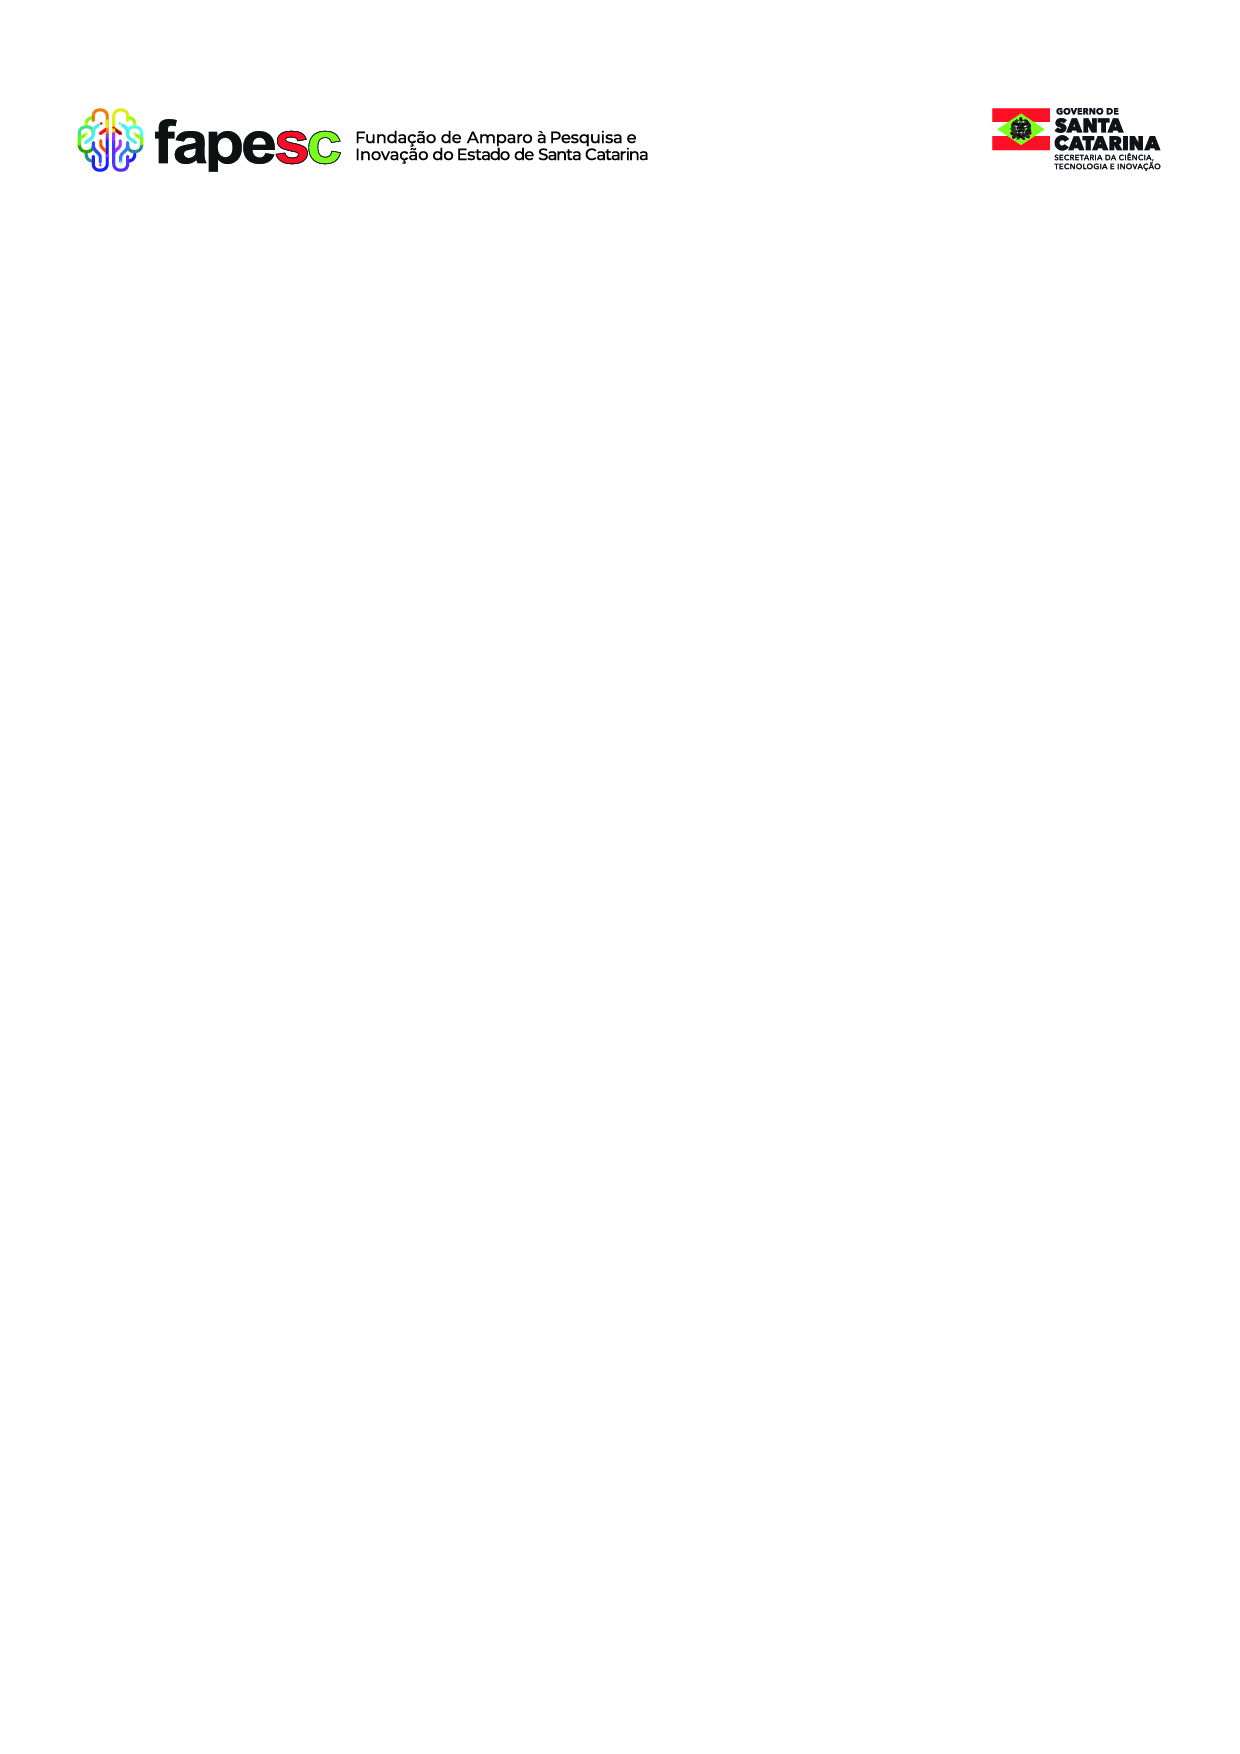 fapesc
Fundação de Amparo à Pesquisa e
Inovação do Estado de Santa Catarina
GOVERNO DE
SANTA
CATARINA
SECRETARIA DA CIÊNCIA,
TECNOLOGIA E INOVAÇÃO